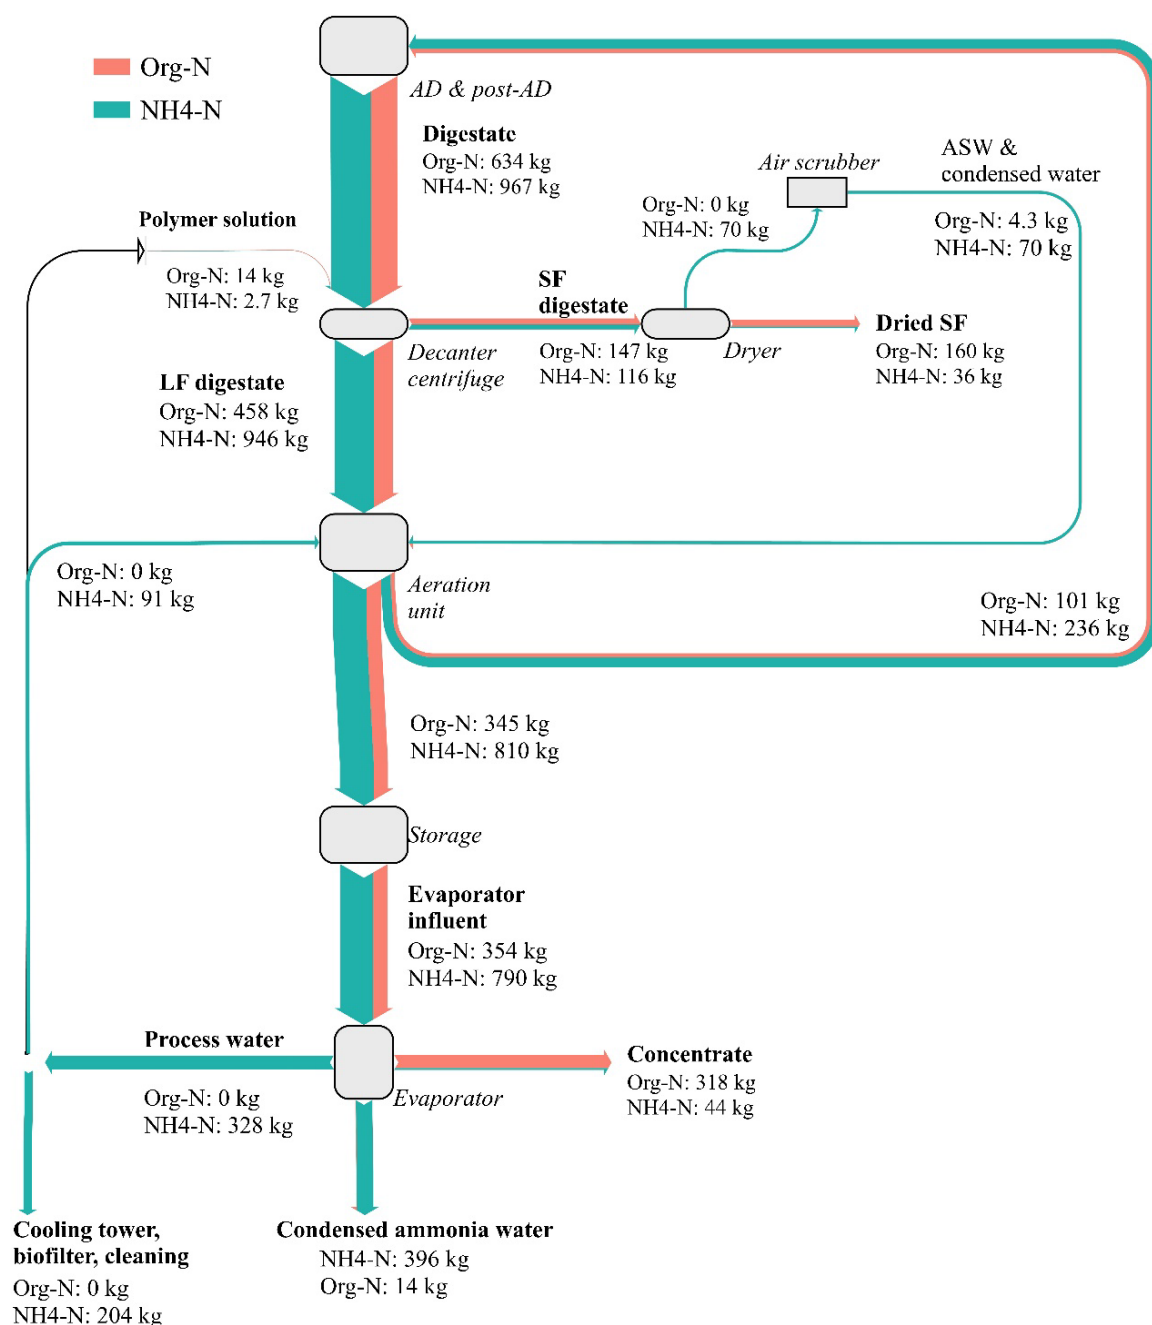 Org-N
NH4-N
AD & post-AD
Digestate
Org-N: 634 kg
NH4-N: 967 kg
Air scrubber
ASW &
condensed water
Org-N: 4.3 kg
NH4-N: 70 kg
Org-N: 0 kg
NH4-N: 70 kg
Polymer solution
Org-N: 14 kg
NH4-N: 2.7 kg
SF
digestate
Org-N: 147 kg
NH4-N: 116 kg
Dryer
Dried SF
Org-N: 160 kg
NH4-N: 36 kg
Decanter
centrifuge
LF digestate
Org-N: 458 kg
NH4-N: 946 kg
Org-N: 0 kg
NH4-N: 91 kg
Aeration
unit
Org-N: 101 kg
NH4-N: 236 kg
Org-N: 345 kg
NH4-N: 810 kg
Storage
Evaporator
influent
Org-N: 354 kg
NH4-N: 790 kg
Process water
Org-N: 0 kg
NH4-N: 328 kg
Evaporator
Concentrate
Org-N: 318 kg
NH4-N: 44 kg
Cooling tower,
biofilter, cleaning
Org-N: 0 kg
NH4-N: 204 kg
Condensed ammonia water
NH4-N: 396 kg
Org-N: 14 kg